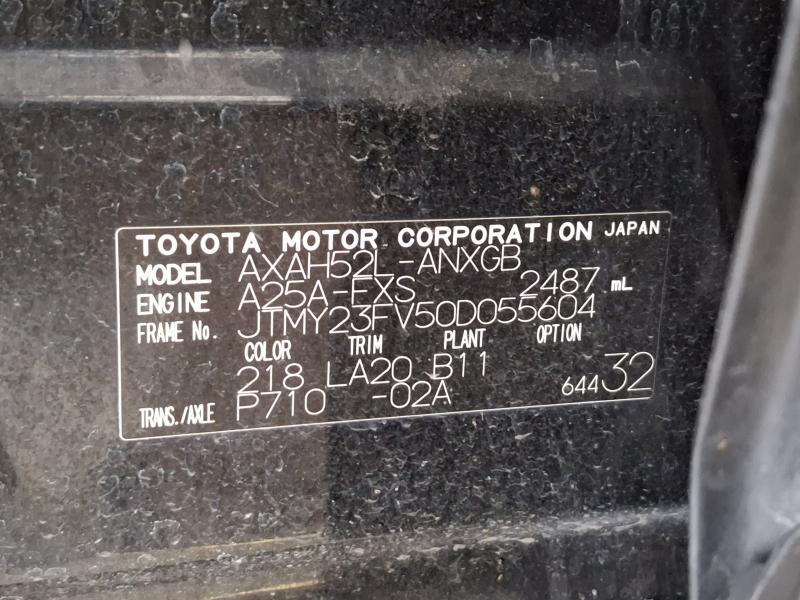 TOYOTA MOTOR CORPORATION JAPAN
MODEL AXAH52L-ANXGB
ENGINE A25A-FXS 2487 mL
FRAME No. JTMY23FV50D055604
COLOR TRIM PLANT OPTION
218 LA20 B11
TRANS./AXLE P710 -02A 644 32